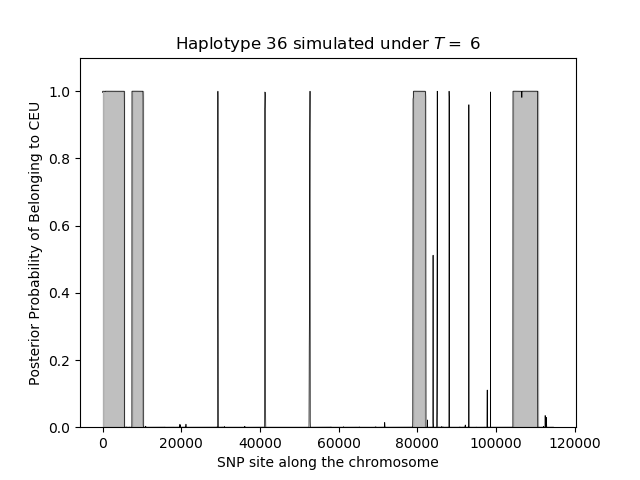 Haplotype 36 simulated under T = 6
Posterior Probability of Belonging to CEU
1.0
0.8
0.6
0.4
0.2
0.0
0 20000 40000 60000 80000 100000 120000
SNP site along the chromosome